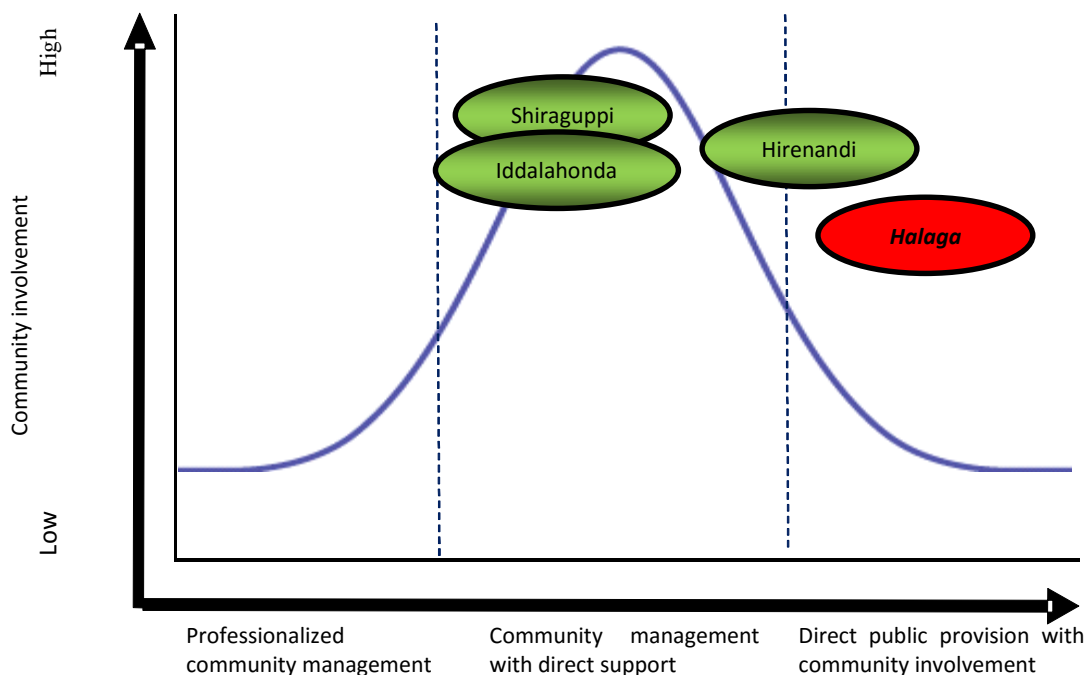 High
Community involvement
Low
Shiraguppi
Iddalahonda
Hirenandi
Halaga
Professionalized
community management
Community management
with direct support
Direct public provision with
community involvement